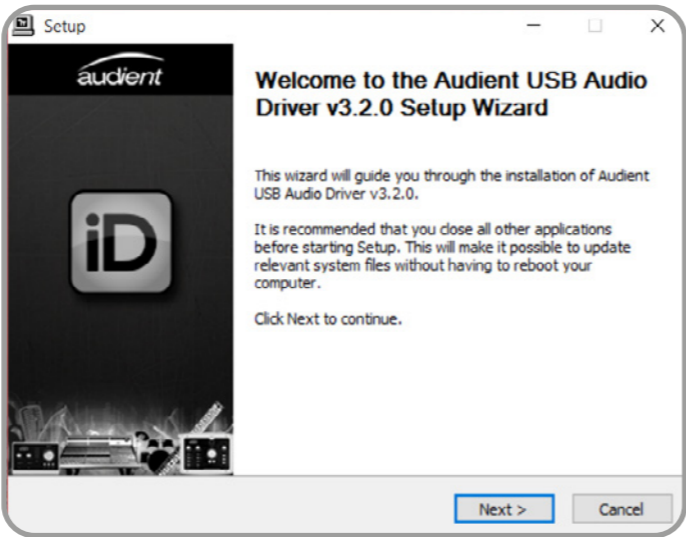 Setup
audient
iD
Welcome to the Audient USB Audio
Driver v3.2.0 Setup Wizard
This wizard will guide you through the installation of Audient
USB Audio Driver v3.2.0.
It is recommended that you close all other applications
before starting Setup. This will make it possible to update
relevant system files without having to reboot your
computer.
Click Next to continue.
Next >
Cancel